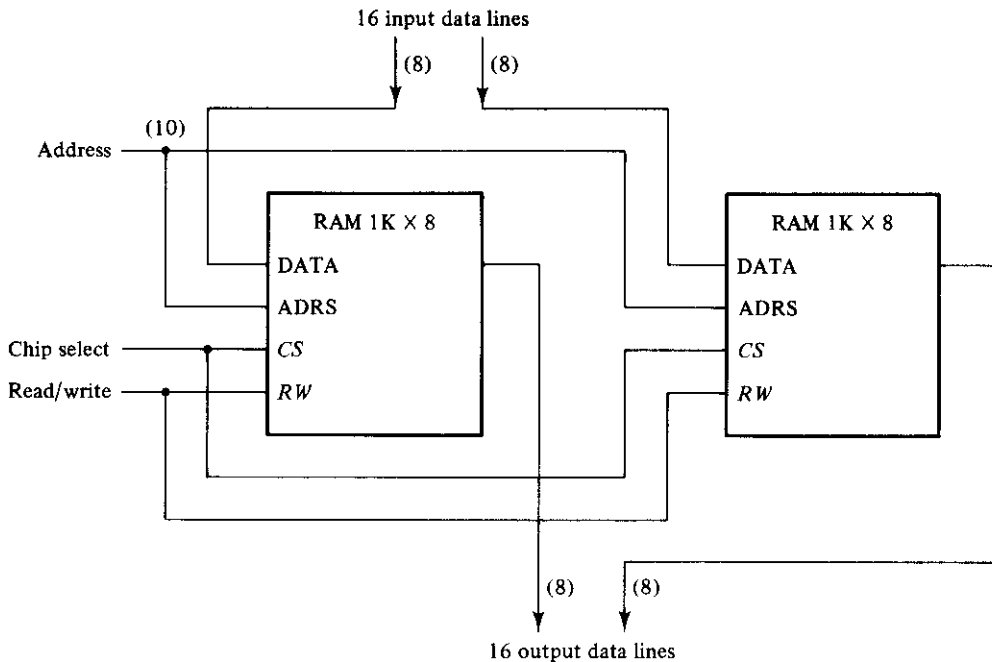 16 input data lines
(8)
(8)
(10)
Address
RAM 1K × 8
DATA
ADRS
CS
RW
Chip select
Read/write
RAM 1K × 8
DATA
ADRS
CS
RW
(8)
(8)
16 output data lines